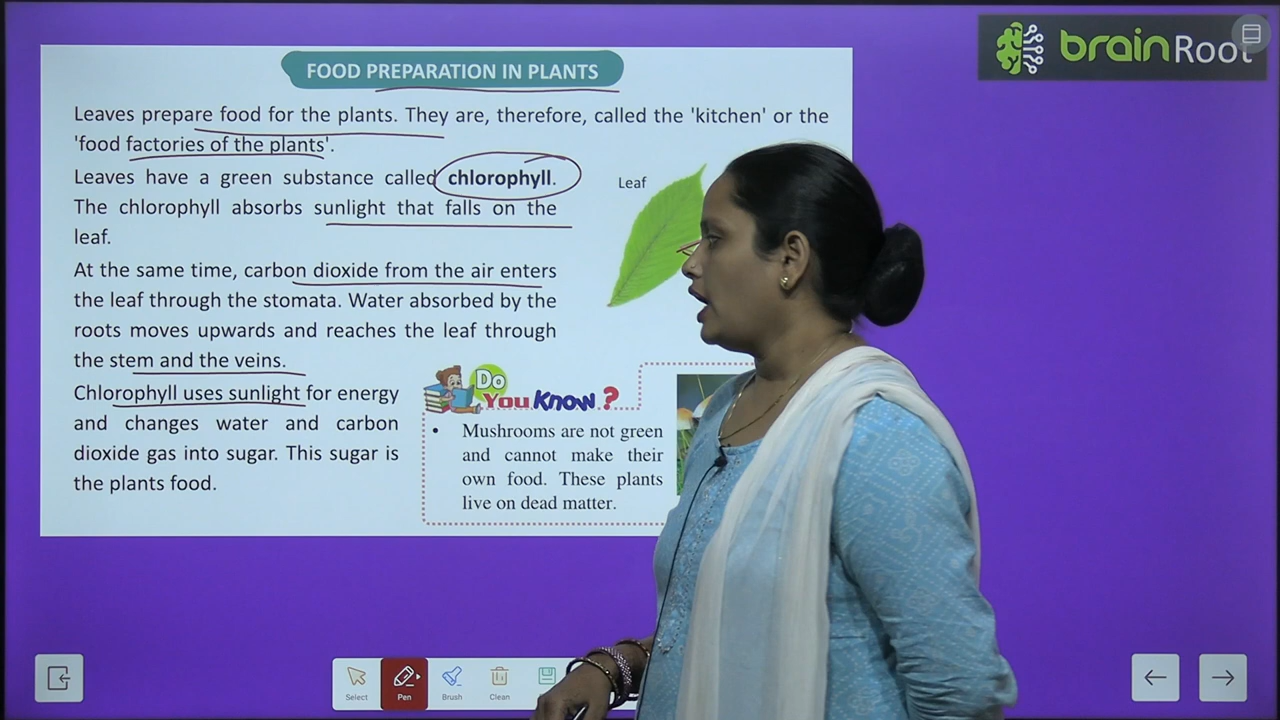 brainRoot
FOOD PREPARATION IN PLANTS
Leaves prepare food for the plants. They are, therefore, called the 'kitchen' or the
'food factories of the plants'.
Leaves have a green substance called chlorophyll.
The chlorophyll absorbs sunlight that falls on the
leaf.
Leaf
At the same time, carbon dioxide from the air enters
the leaf through the stomata. Water absorbed by the
roots moves upwards and reaches the leaf through
the stem and the veins.
Chlorophyll uses sunlight for energy
and changes water and carbon
dioxide gas into sugar. This sugar is
the plants food.
Do
You Know ?
• Mushrooms are not green
and cannot make their
own food. These plants
live on dead matter.
Select
Pen
Brush
Clean